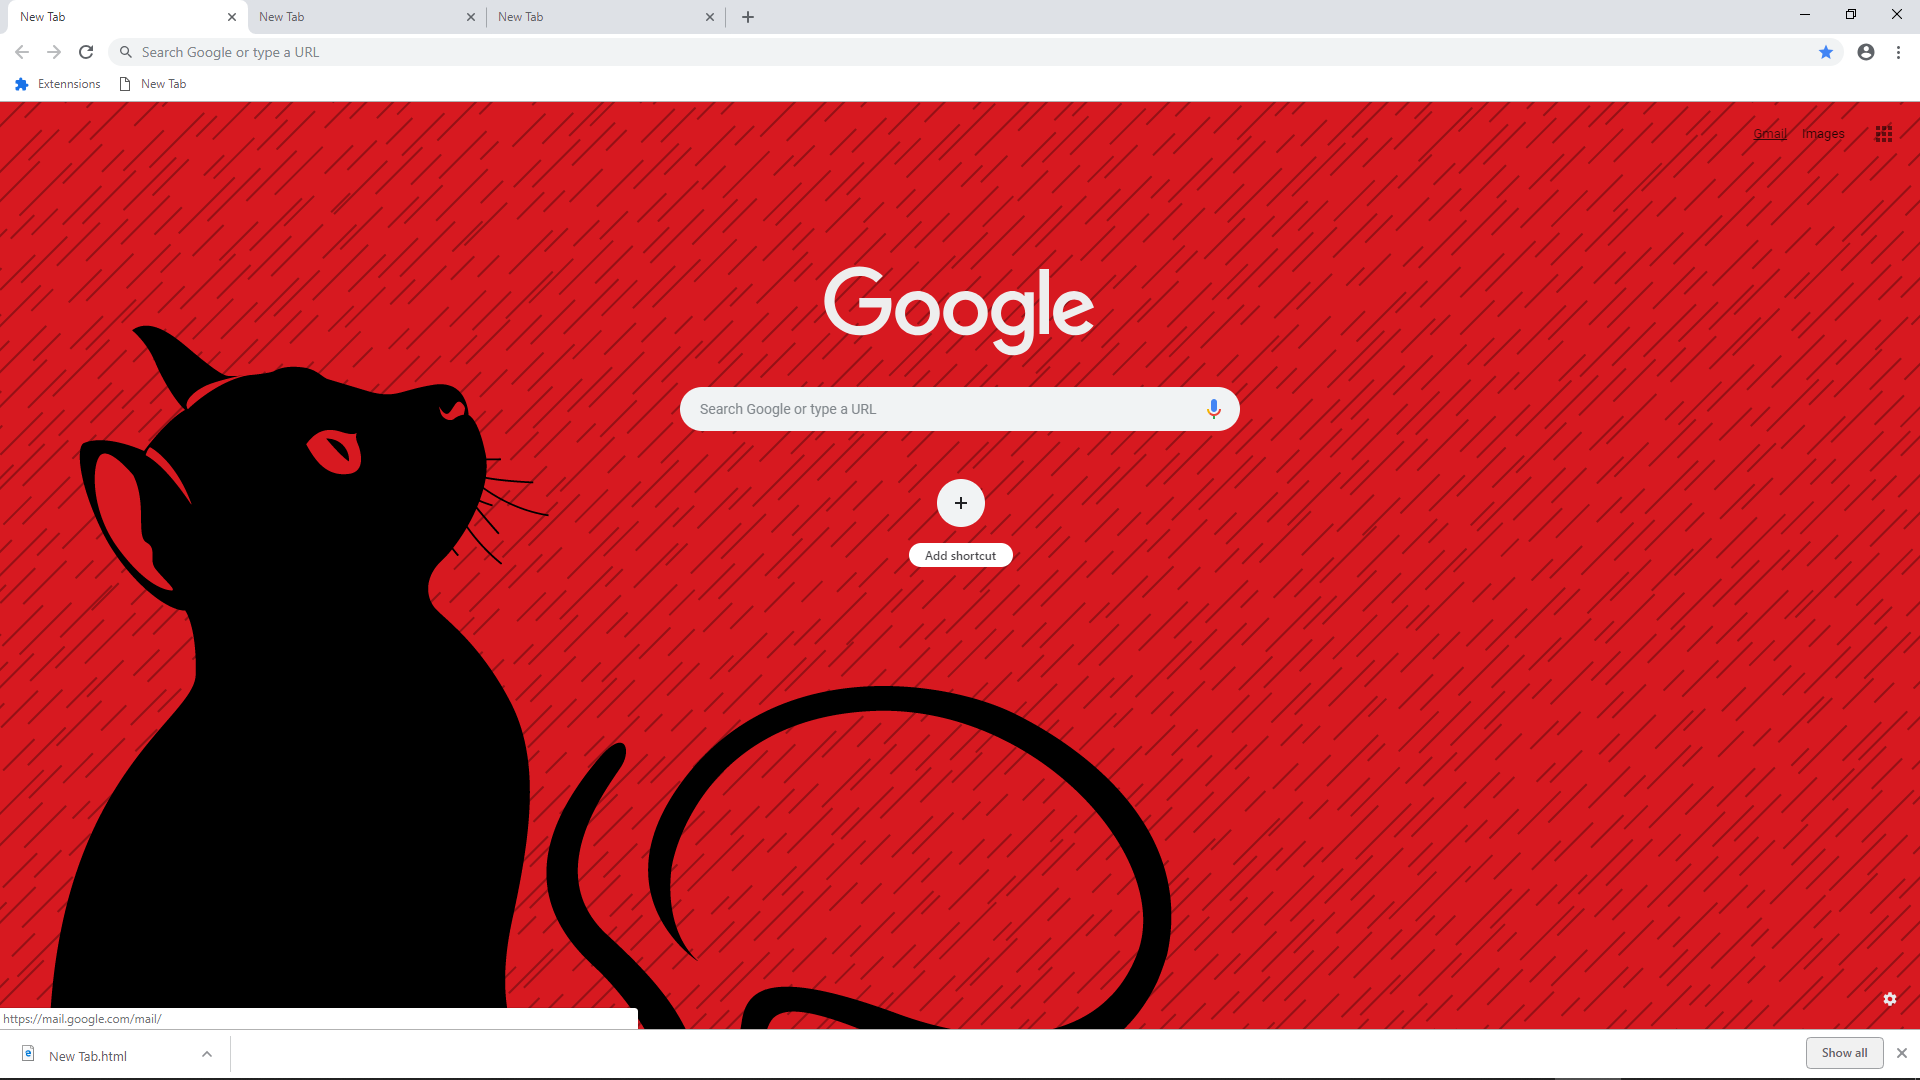 New Tab
New Tab
New Tab
Search Google or type a URL
Extennsions
New Tab
Gmail Images
Google
Search Google or type a URL
Add shortcut
https://mail.google.com/mail/
New Tab.html
Show all